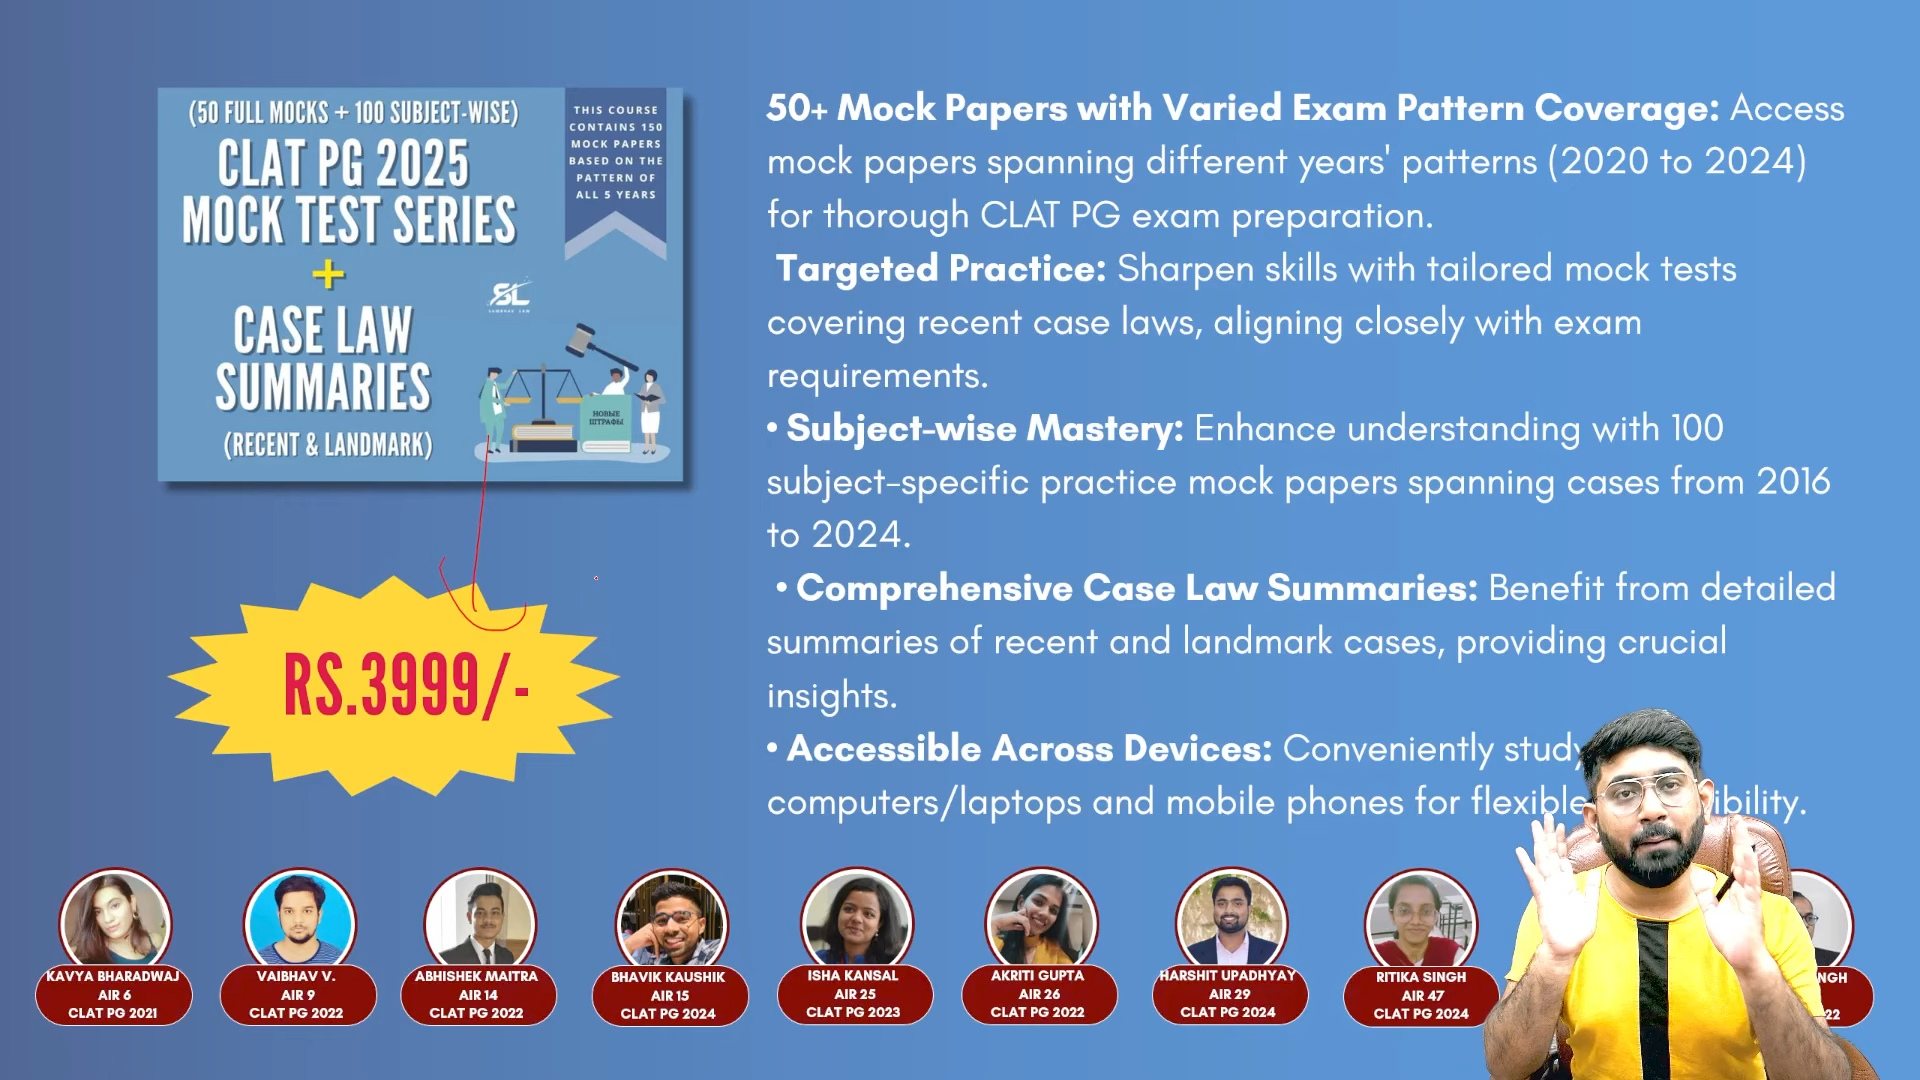 (50 FULL MOCKS + 100 SUBJECT-WISE)
CLAT PG 2025
MOCK TEST SERIES
+
CASE LAW
SUMMARIES
(RECENT & LANDMARK)
THIS COURSE
CONTAINS 150
MOCK PAPERS
BASED ON THE
PATTERN OF
ALL 5 YEARS
SL
SAMBHAV LAW
НОВЫЕ
ШТРАФЫ
RS.3999/-
50+ Mock Papers with Varied Exam Pattern Coverage: Access
mock papers spanning different years' patterns (2020 to 2024)
for thorough CLAT PG exam preparation.
Targeted Practice: Sharpen skills with tailored mock tests
covering recent case laws, aligning closely with exam
requirements.
• Subject-wise Mastery: Enhance understanding with 100
subject-specific practice mock papers spanning cases from 2016
to 2024.
• Comprehensive Case Law Summaries: Benefit from detailed
summaries of recent and landmark cases, providing crucial
insights.
• Accessible Across Devices: Conveniently study
computers/laptops and mobile phones for flexible ibility.
KAVYA BHARADWAJ
AIR 6
CLAT PG 2021
VAIBHAV V.
AIR 9
CLAT PG 2022
ABHISHEK MAITRA
AIR 14
CLAT PG 2022
BHAVIK KAUSHIK
AIR 15
CLAT PG 2024
ISHA KANSAL
AIR 25
CLAT PG 2023
AKRITI GUPTA
AIR 26
CLAT PG 2022
HARSHIT UPADHYAY
AIR 29
CLAT PG 2024
RITIKA SINGH
AIR 47
CLAT PG 2024
NGH
22